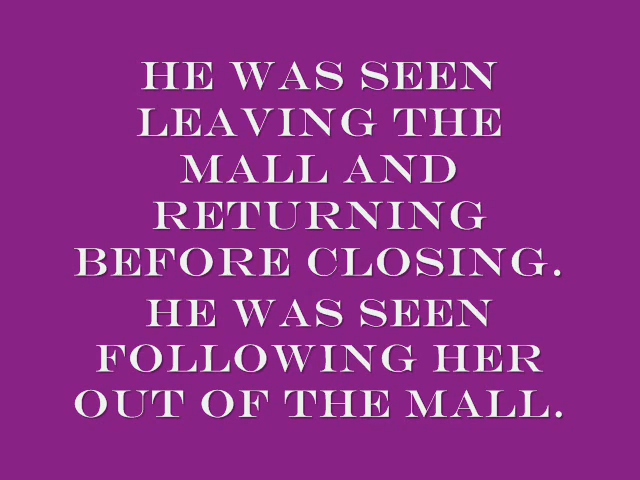 HE WAS SEEN
LEAVING THE
MALL AND
RETURNING
BEFORE CLOSING.
HE WAS SEEN
FOLLOWING HER
OUT OF THE MALL.